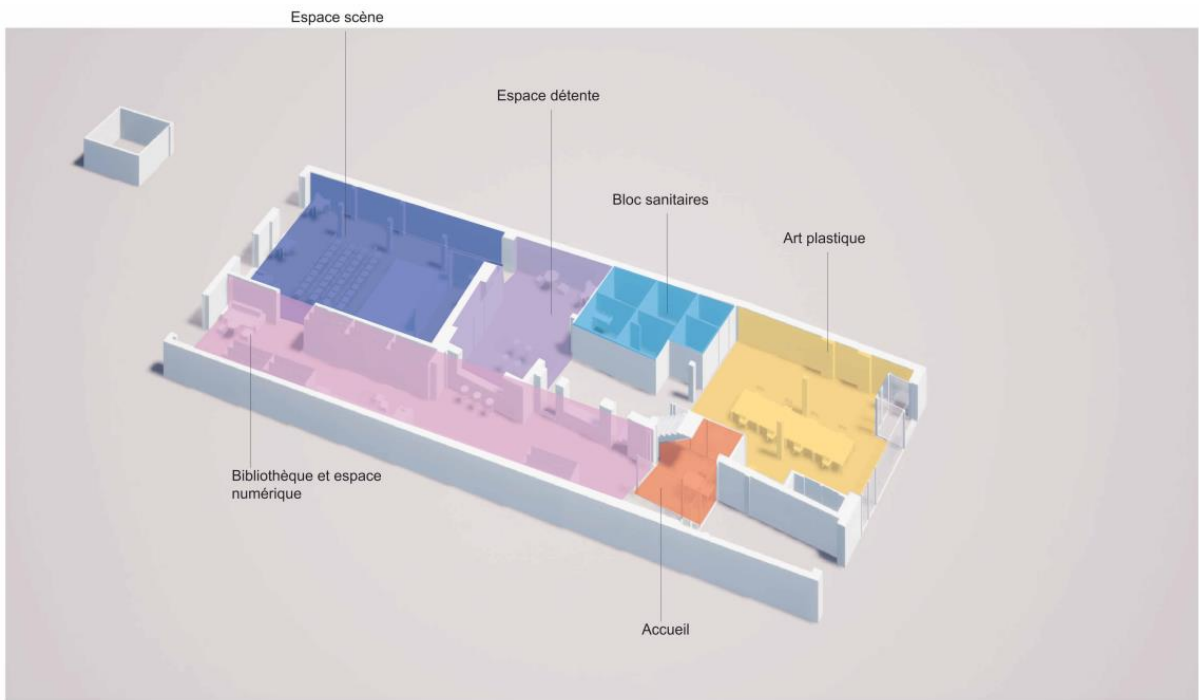 Espace scène
Espace détente
Bloc sanitaires
Art plastique
Bibliothèque et espace
numérique
Accueil